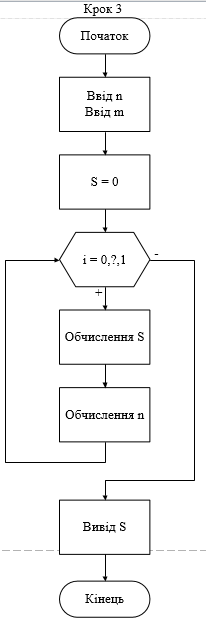 Крок 3
Початок
Ввід n
Ввід m
S = 0
i = 0,?,1
-
+
Обчислення S
Обчислення n
Вивід S
Кінець